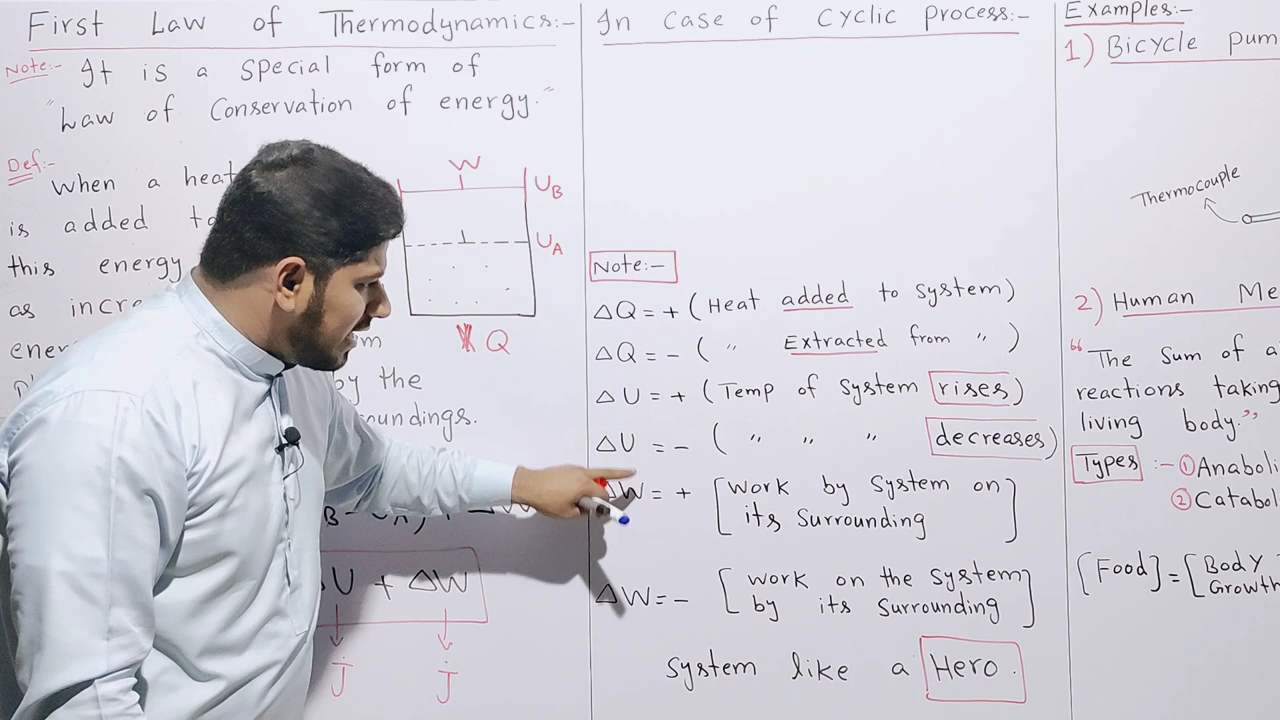 First Law of Thermodynamics:-
Note:- It is a special form of
"Law of Conservation of energy."
Def:-
When a heat
is added to
this energy
as incre
ener
by the
undings.
W
U_B
U_A
Q
U + ΔW
J J
In Case of Cyclic Process:-
Note:-
ΔQ = + (Heat added to System)
ΔQ = - ( " Extracted from " )
ΔU = + (Temp of System rises)
ΔU = - ( " " " decreases)
ΔW = + [Work by System on
its Surrounding]
ΔW = - [work on the System
by its Surrounding]
System like a Hero.
Examples:-
1) Bicycle pum
Thermocouple
2) Human Me
"The Sum of a
reactions taking
living body."
Types :- ① Anaboli
② Catabol
[Food] = [Body
Growth